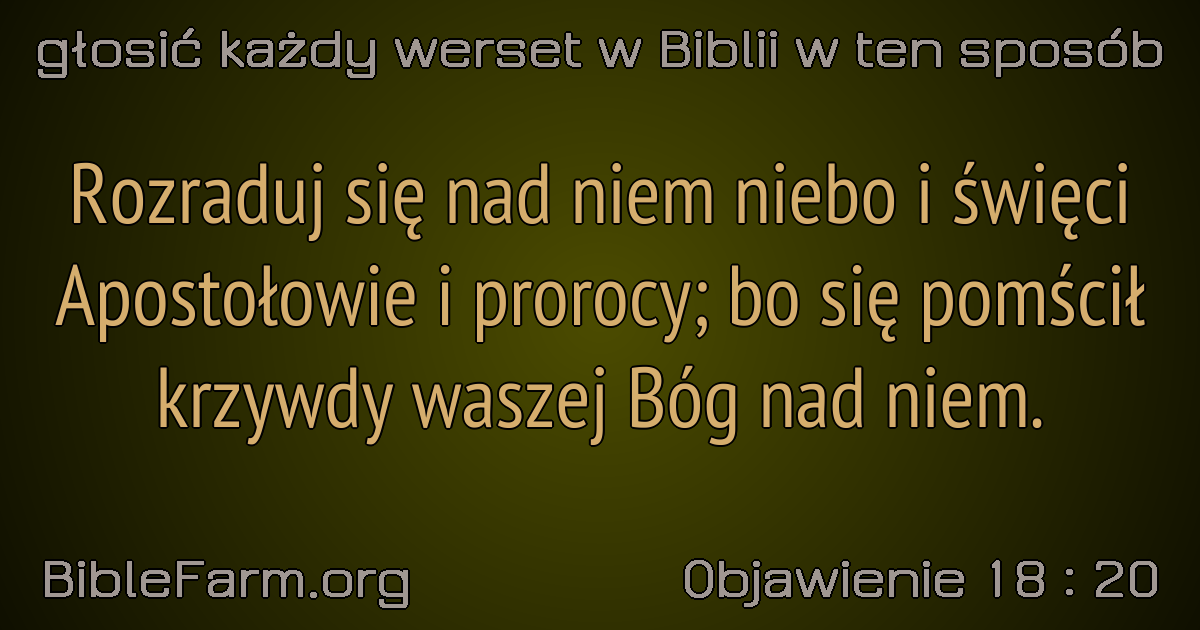 głosić każdy werset w Biblii w ten sposób
Rozraduj się nad niem niebo i święci
Apostołowie i prorocy; bo się pomścił
krzywdy waszej Bóg nad niem.
BibleFarm.org
Objawienie 18 : 20